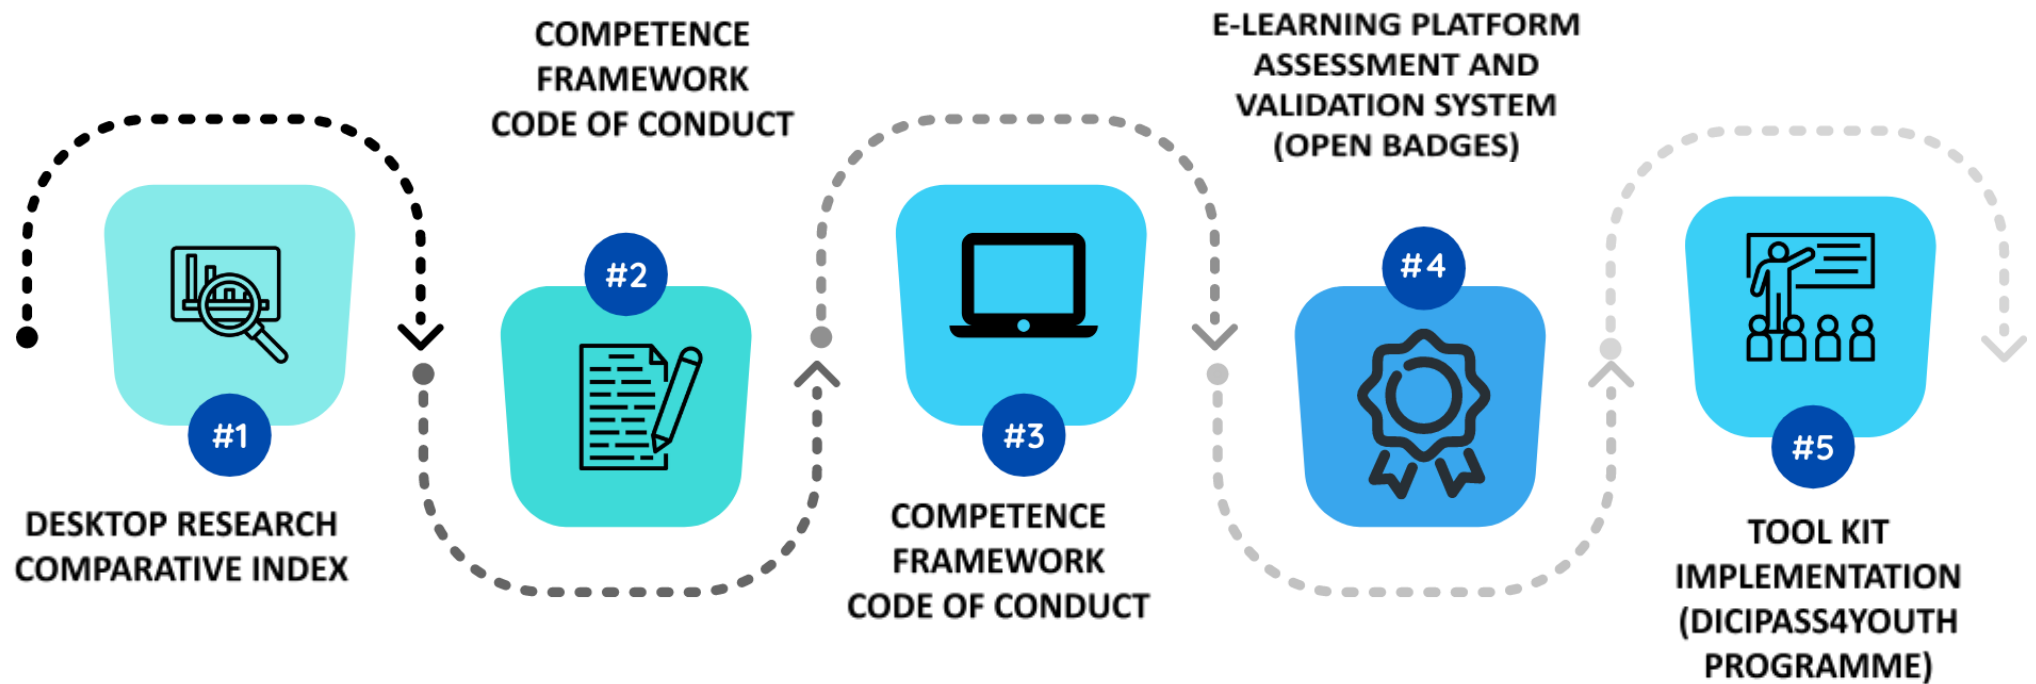 #1
DESKTOP RESEARCH
COMPARATIVE INDEX
COMPETENCE
FRAMEWORK
CODE OF CONDUCT
#2
#3
COMPETENCE
FRAMEWORK
CODE OF CONDUCT
E-LEARNING PLATFORM
ASSESSMENT AND
VALIDATION SYSTEM
(OPEN BADGES)
#4
#5
TOOL KIT
IMPLEMENTATION
(DICIPASS4YOUTH
PROGRAMME)